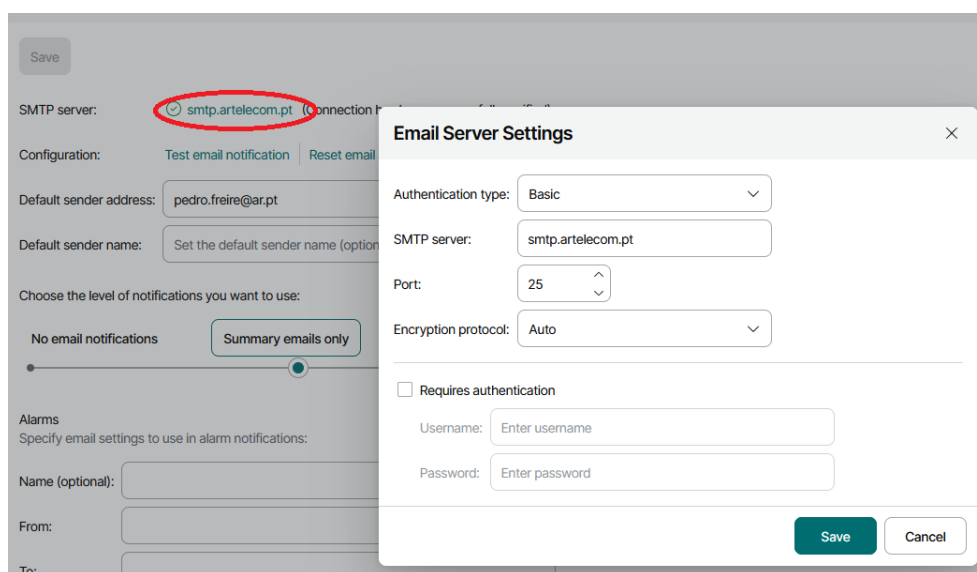 Save
SMTP server: smtp.artelecom.pt (Connection
Configuration: Test email notification Reset email
Default sender address: pedro.freire@ar.pt
Default sender name: Set the default sender name (option
Choose the level of notifications you want to use:
No email notifications Summary emails only
Alarms
Specify email settings to use in alarm notifications:
Name (optional):
From:
To:
Email Server Settings
Authentication type: Basic
SMTP server: smtp.artelecom.pt
Port: 25
Encryption protocol: Auto
Requires authentication
Username: Enter username
Password: Enter password
Save Cancel